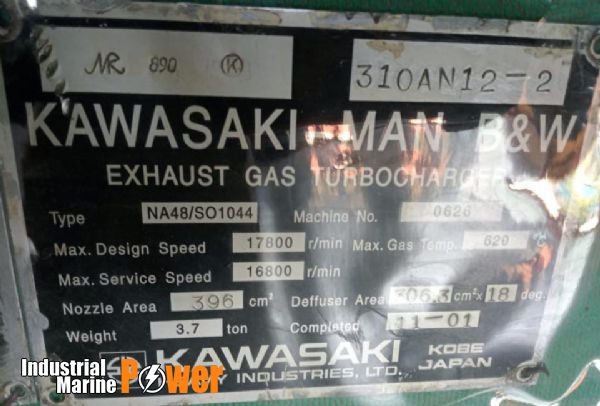 NR 890 Ⓚ 310AN12-2
KAWASAKI-MAN B&W
EXHAUST GAS TURBOCHARGER
Type NA48/SO1044 Machine No. 0626
Max. Design Speed 17800 r/min Max. Gas Temp. 620 °C
Max. Service Speed 16800 r/min
Nozzle Area 396 cm² Deffuser Area 306.3 cm² x 18 deg.
Weight 3.7 ton Completed 11-01
KAWASAKI KOBE
INDUSTRIES, LTD. JAPAN
Industrial
Marine Power